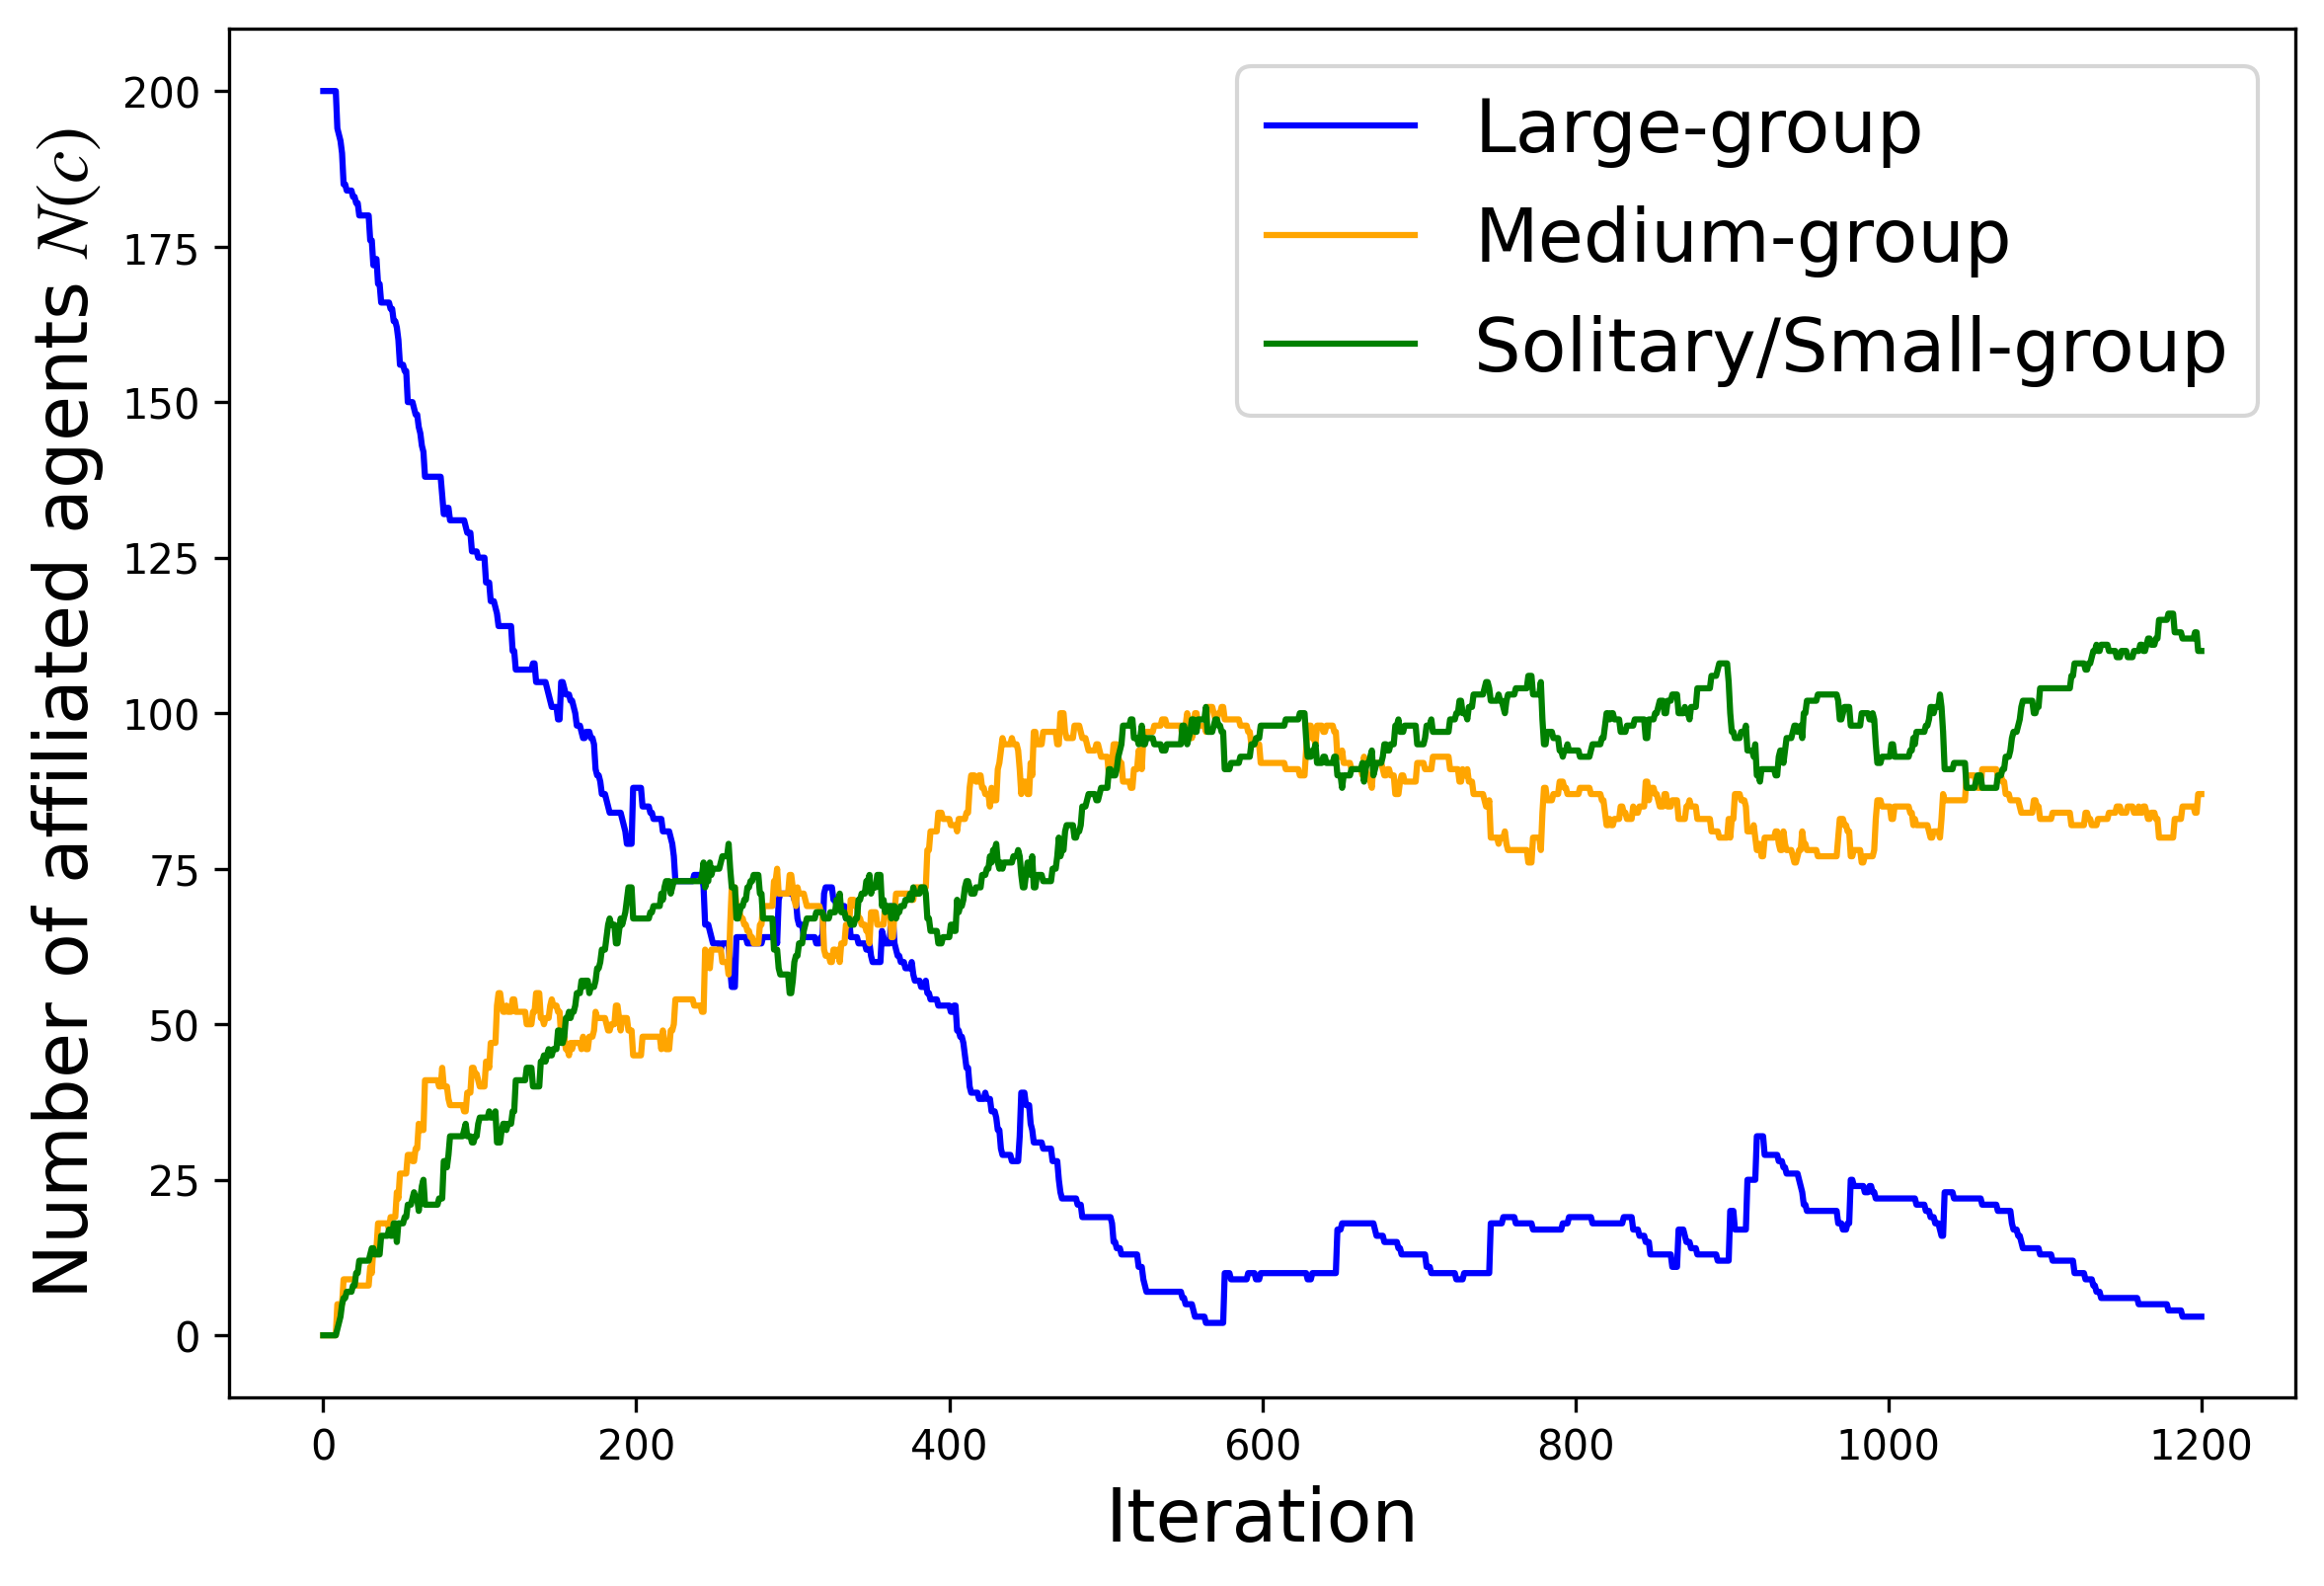 Number of affiliated agents N(c)
200
175
150
125
100
75
50
25
0
Large-group
Medium-group
Solitary/Small-group
0 200 400 600 800 1000 1200
Iteration